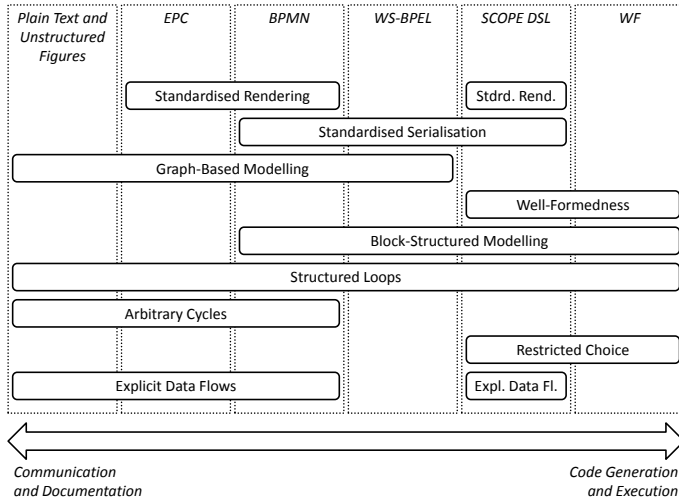 Plain Text and
Unstructured
Figures
EPC
BPMN
WS-BPEL
SCOPE DSL
WF
Standardised Rendering
Stdrd. Rend.
Standardised Serialisation
Graph-Based Modelling
Well-Formedness
Block-Structured Modelling
Structured Loops
Arbitrary Cycles
Restricted Choice
Explicit Data Flows
Expl. Data Fl.
Communication
and Documentation
Code Generation
and Execution